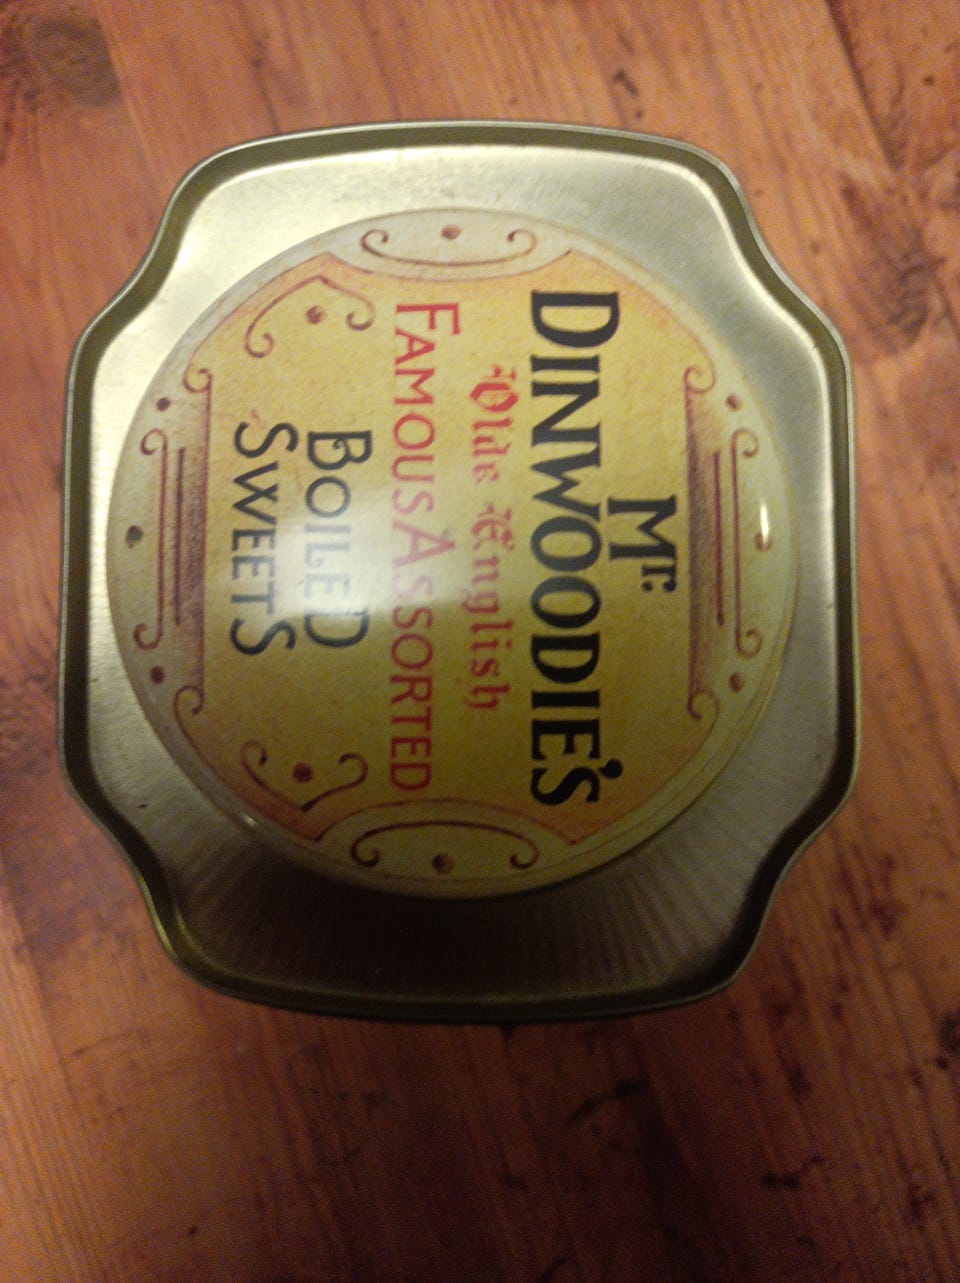 Mr.
DINWOODIE'S
Olde English
FAMOUS ASSORTED
BOILED
SWEETS